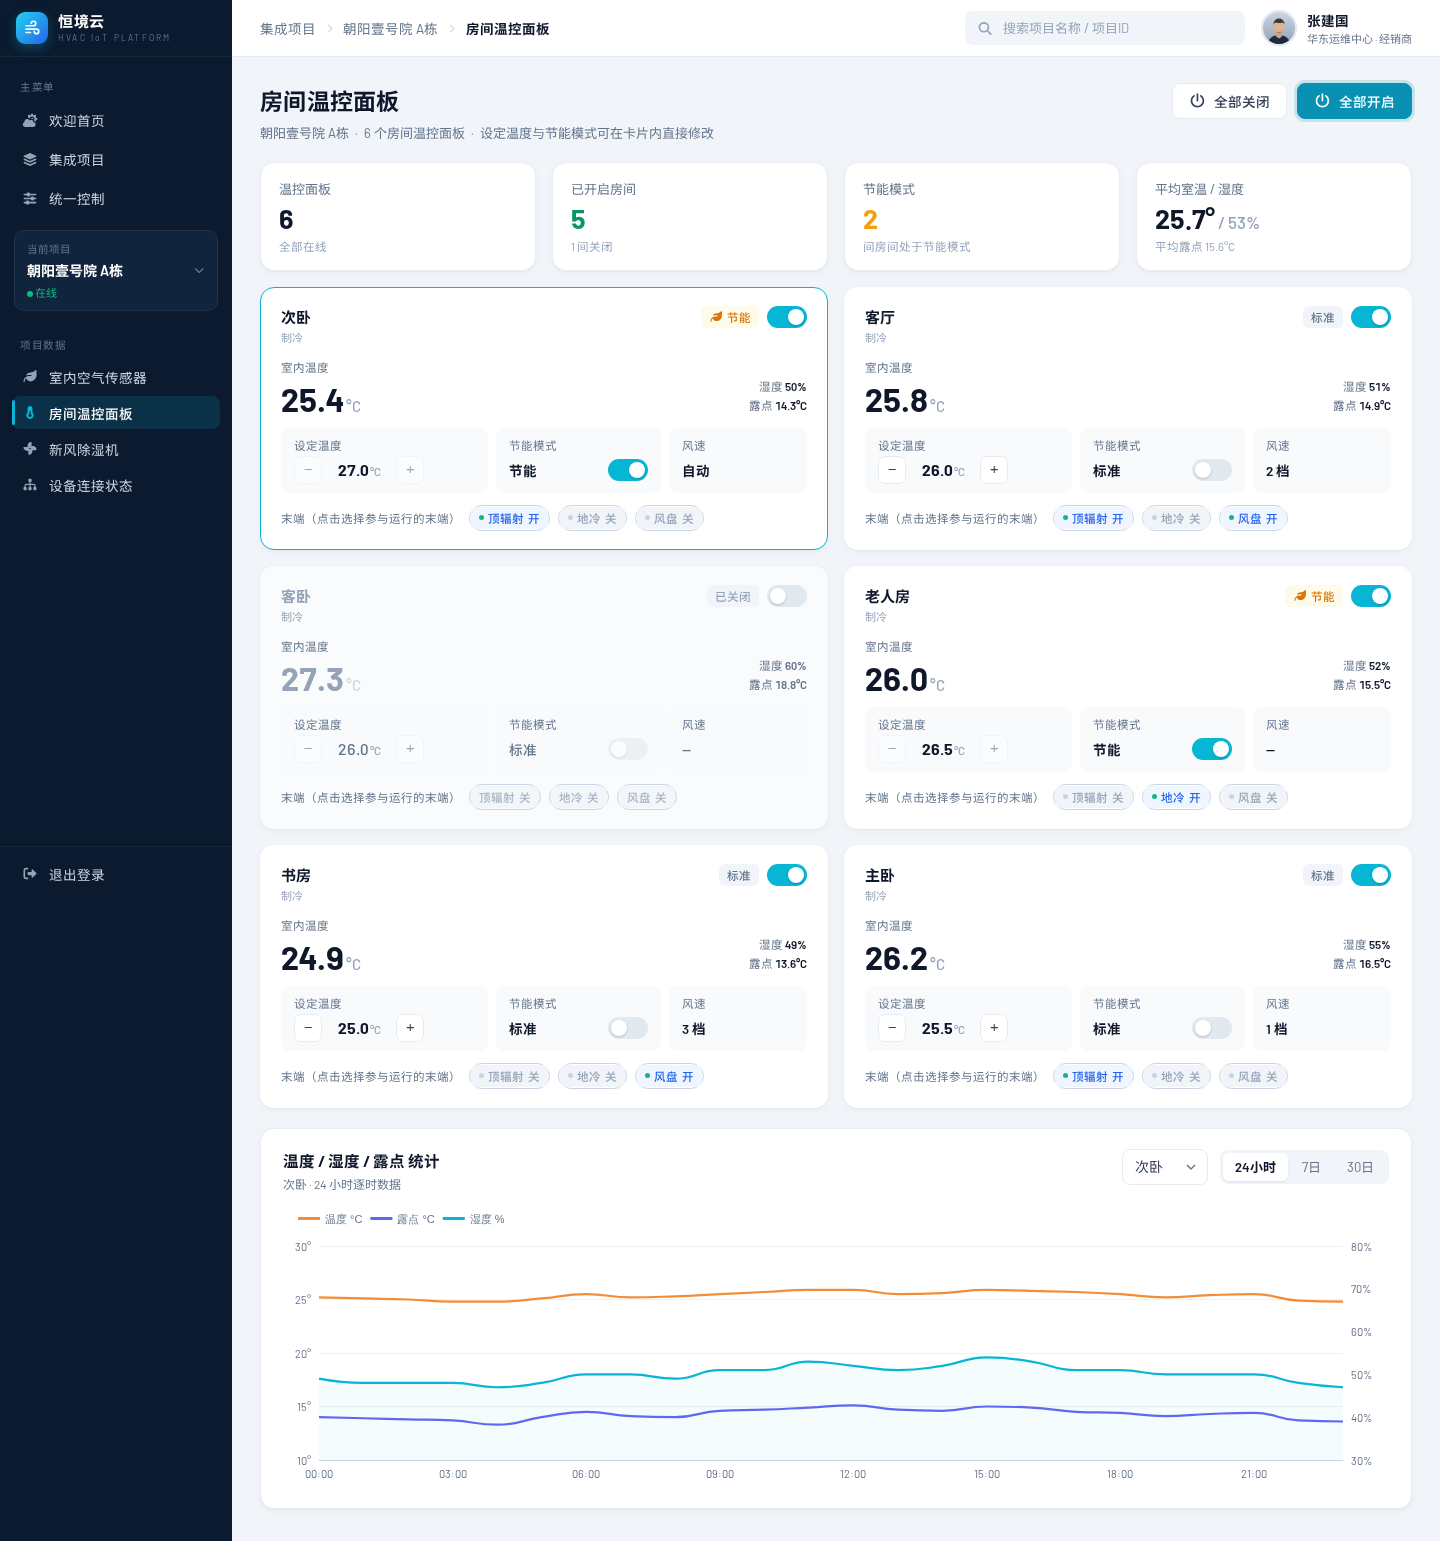 恒境云
HVAC IoT PLATFORM
主菜单
欢迎首页
集成项目
统一控制
当前项目
朝阳壹号院 A栋
在线
项目数据
室内空气传感器
房间温控面板
新风除湿机
设备连接状态
退出登录
集成项目 朝阳壹号院 A栋 房间温控面板
搜索项目名称 / 项目ID
张建国
华东运维中心 · 经销商
房间温控面板
朝阳壹号院 A栋 · 6 个房间温控面板 · 设定温度与节能模式可在卡片内直接修改
全部关闭
全部开启
温控面板
6
全部在线
已开启房间
5
1 间关闭
节能模式
2
间房间处于节能模式
平均室温 / 湿度
25.7° / 53%
平均露点 15.6°C
次卧 节能
制冷
室内温度
25.4°C
湿度 50%
露点 14.3°C
设定温度 节能模式 风速
− 27.0°C + 节能 自动
末端（点击选择参与运行的末端） 顶辐射 开 地冷 关 风盘 关
客厅 标准
制冷
室内温度
25.8°C
湿度 51%
露点 14.9°C
设定温度 节能模式 风速
− 26.0°C + 标准 2 档
末端（点击选择参与运行的末端） 顶辐射 开 地冷 关 风盘 开
客卧 已关闭
制冷
室内温度
27.3°C
湿度 60%
露点 18.8°C
设定温度 节能模式 风速
− 26.0°C + 标准 —
末端（点击选择参与运行的末端） 顶辐射 关 地冷 关 风盘 关
老人房 节能
制冷
室内温度
26.0°C
湿度 52%
露点 15.5°C
设定温度 节能模式 风速
− 26.5°C + 节能 —
末端（点击选择参与运行的末端） 顶辐射 关 地冷 开 风盘 关
书房 标准
制冷
室内温度
24.9°C
湿度 49%
露点 13.6°C
设定温度 节能模式 风速
− 25.0°C + 标准 3 档
末端（点击选择参与运行的末端） 顶辐射 关 地冷 关 风盘 开
主卧 标准
制冷
室内温度
26.2°C
湿度 55%
露点 16.5°C
设定温度 节能模式 风速
− 25.5°C + 标准 1 档
末端（点击选择参与运行的末端） 顶辐射 开 地冷 关 风盘 关
温度 / 湿度 / 露点 统计
次卧 · 24 小时逐时数据
次卧
24小时 7日 30日
温度 °C 露点 °C 湿度 %
30°
25°
20°
15°
10°
80%
70%
60%
50%
40%
30%
00:00 03:00 06:00 09:00 12:00 15:00 18:00 21:00